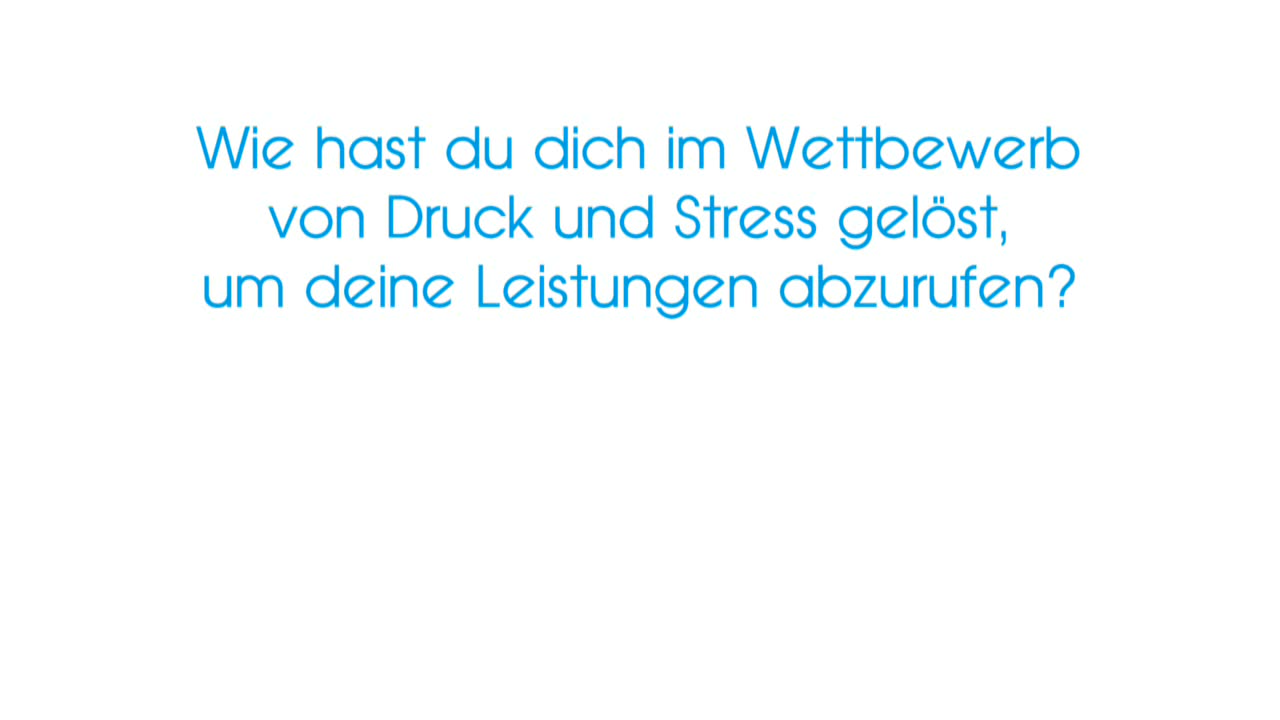 Wie hast du dich im Wettbewerb
von Druck und Stress gelöst,
um deine Leistungen abzurufen?